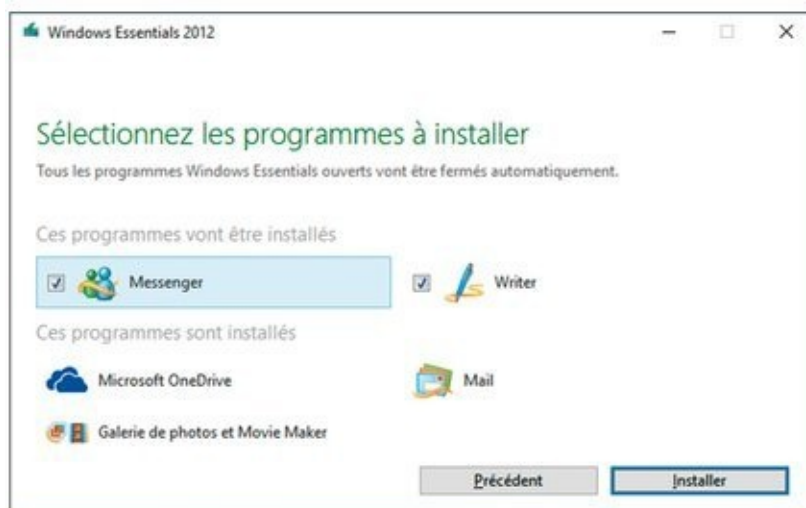 Windows Essentials 2012
Sélectionnez les programmes à installer
Tous les programmes Windows Essentials ouverts vont être fermés automatiquement.
Ces programmes vont être installés
Messenger
Writer
Ces programmes sont installés
Microsoft OneDrive
Mail
Galerie de photos et Movie Maker
Précédent
Installer